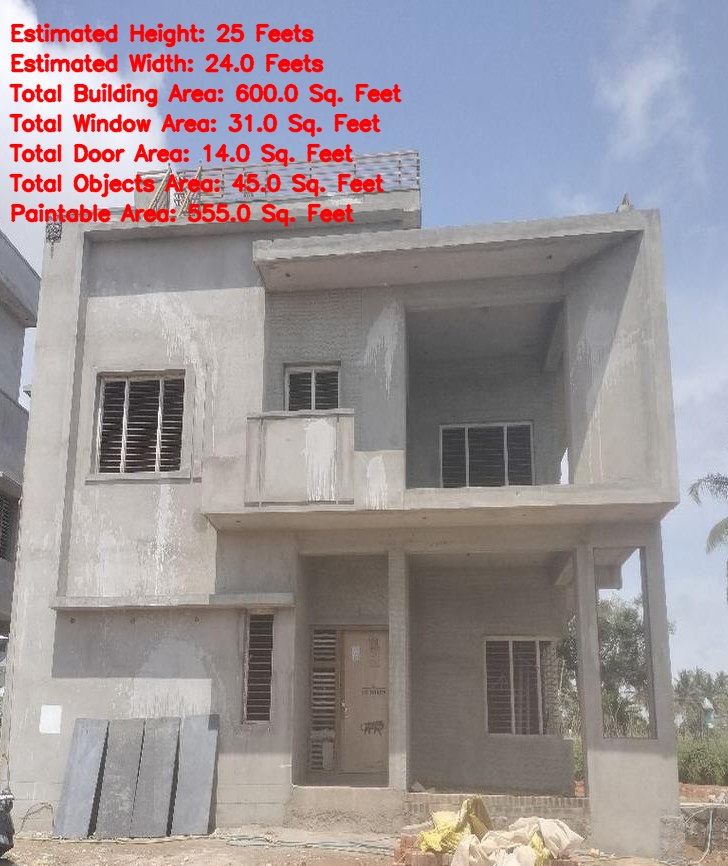 Estimated Height: 25 Feets
Estimated Width: 24.0 Feets
Total Building Area: 600.0 Sq. Feet
Total Window Area: 31.0 Sq. Feet
Total Door Area: 14.0 Sq. Feet
Total Objects Area: 45.0 Sq. Feet
Paintable Area: 555.0 Sq. Feet